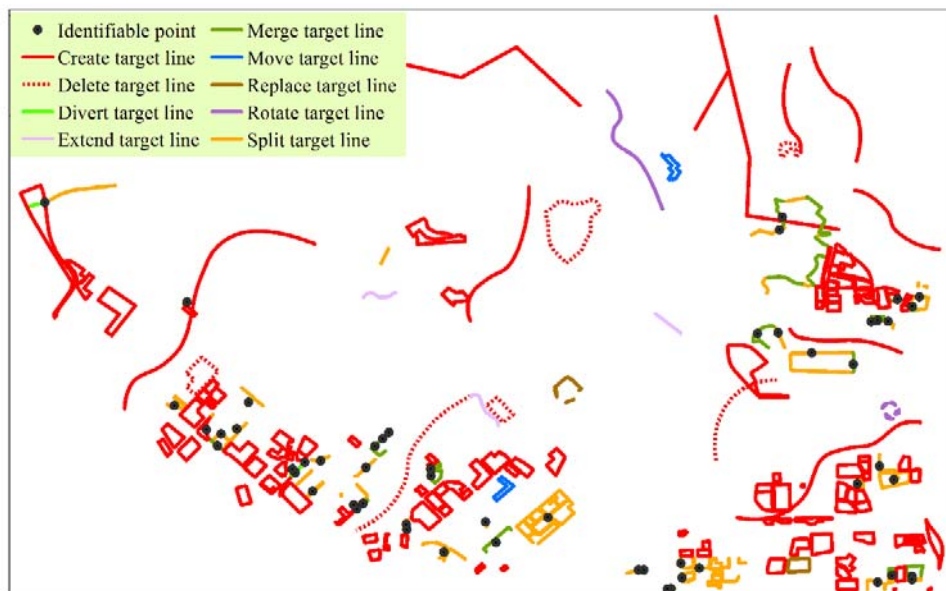 Identifiable point
Merge target line
Create target line
Move target line
Delete target line
Replace target line
Divert target line
Rotate target line
Extend target line
Split target line